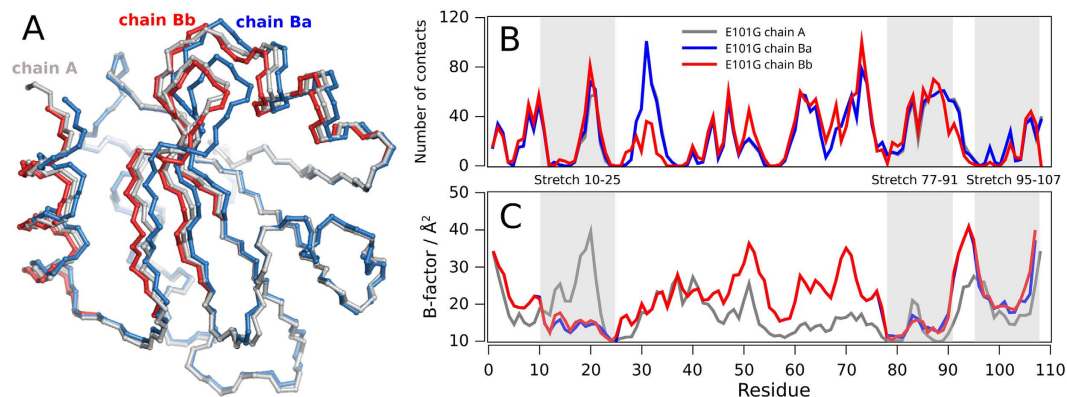 A
chain Bb
chain Ba
chain A
B
Number of contacts
120
80
40
0
E101G chain A
E101G chain Ba
E101G chain Bb
Stretch 10-25
Stretch 77-91
Stretch 95-107
C
B-factor / Å²
50
40
30
20
10
0 10 20 30 40 50 60 70 80 90 100 110
Residue